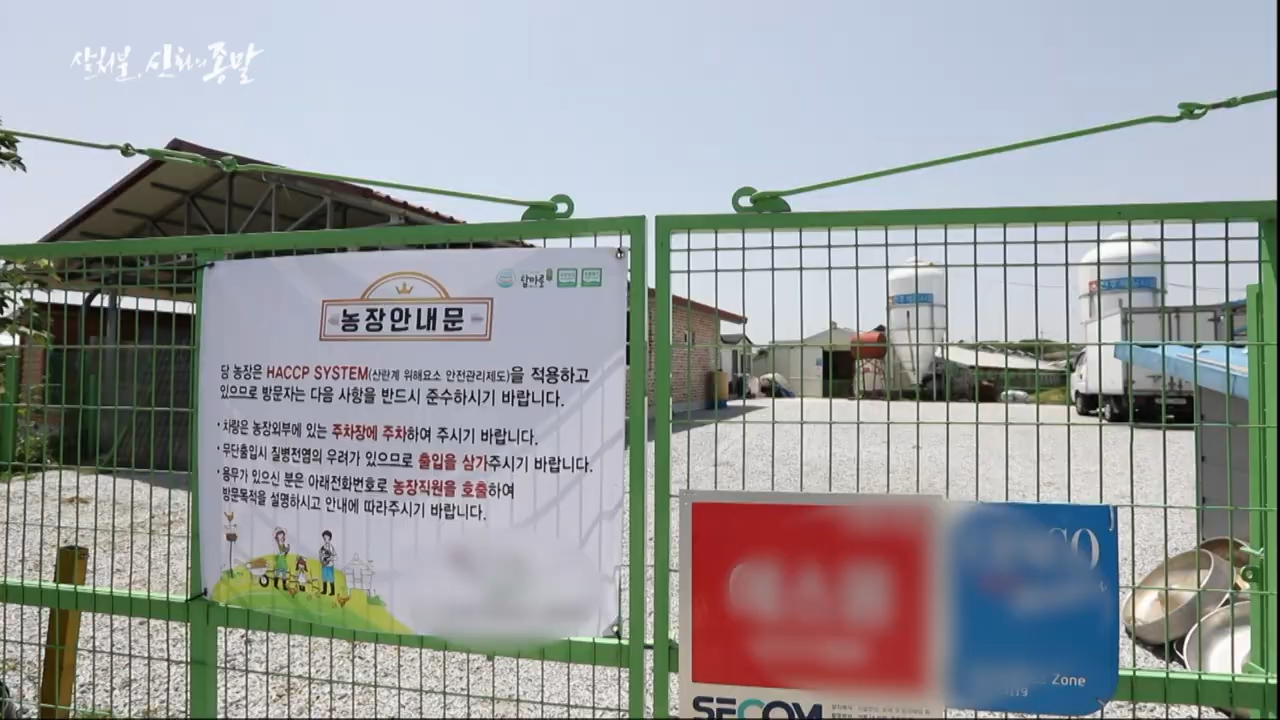 살처분, 신화의 종말
농장안내문
당 농장은 HACCP SYSTEM(산란계 위해요소 안전관리제도)을 적용하고
있으므로 방문자는 다음 사항을 반드시 준수하시기 바랍니다.
· 차량은 농장외부에 있는 주차장에 주차하여 주시기 바랍니다.
· 무단출입시 질병전염의 우려가 있으므로 출입을 삼가주시기 바랍니다.
· 용무가 있으신 분은 아래전화번호로 농장직원을 호출하여
방문목적을 설명하시고 안내에 따라주시기 바랍니다.
CO
Zone
SECOM